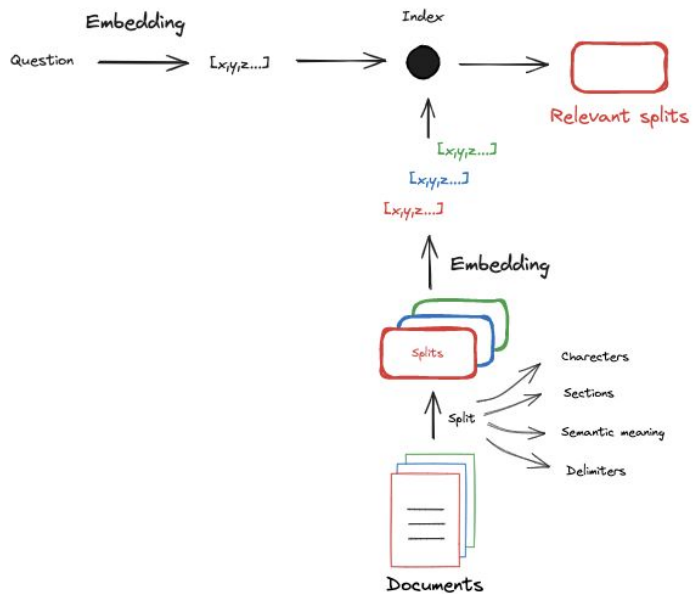 Embedding
Index
Question
[x,y,z...]
Relevant splits
[x,y,z...]
[x,y,z...]
[x,y,z...]
Embedding
Splits
Charecters
Split
Sections
Semantic meaning
Delimiters
Documents